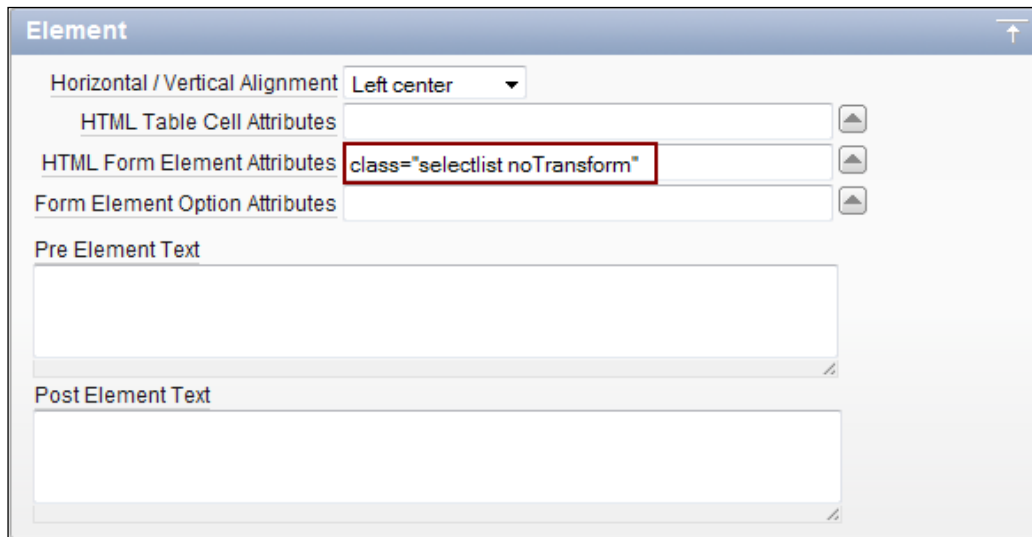 Element
Horizontal / Vertical Alignment Left center
HTML Table Cell Attributes
HTML Form Element Attributes class="selectlist noTransform"
Form Element Option Attributes
Pre Element Text
Post Element Text